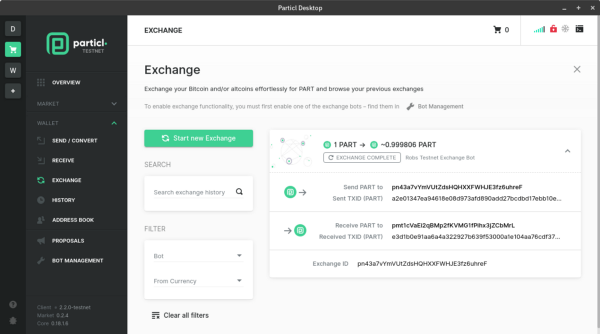 Particl Desktop
D
W
particl.
TESTNET
OVERVIEW
MARKET
WALLET
SEND / CONVERT
RECEIVE
EXCHANGE
HISTORY
ADDRESS BOOK
PROPOSALS
BOT MANAGEMENT
Client 2.2.0-testnet
Market 0.2.4
Core 0.19.1.6
EXCHANGE
0
Exchange
Exchange your Bitcoin and/or altcoins effortlessly for PART and browse your previous exchanges
To enable exchange functionality, you must first enable one of the exchange bots – find them in Bot Management
Start new Exchange
SEARCH
Search exchange history
FILTER
Bot
From Currency
Clear all filters
1 PART → ~0.999806 PART
EXCHANGE COMPLETE Robs Testnet Exchange Bot
Send PART to pn43a7vYmVUtZdsHQHXXFWHJE3fz6uhreF
Sent TXID (PART) a2e01347ea94618e08d973afd890add27bcdbd17ebb10e...
Receive PART to pmt1cVaEi2qBMp2fKVMG1fPihx3jZCbMrL
Received TXID (PART) e3d1b0e91aa6a4a322927b639f53000a1e104aa76cdf37...
Exchange ID pn43a7vYmVUtZdsHQHXXFWHJE3fz6uhreF